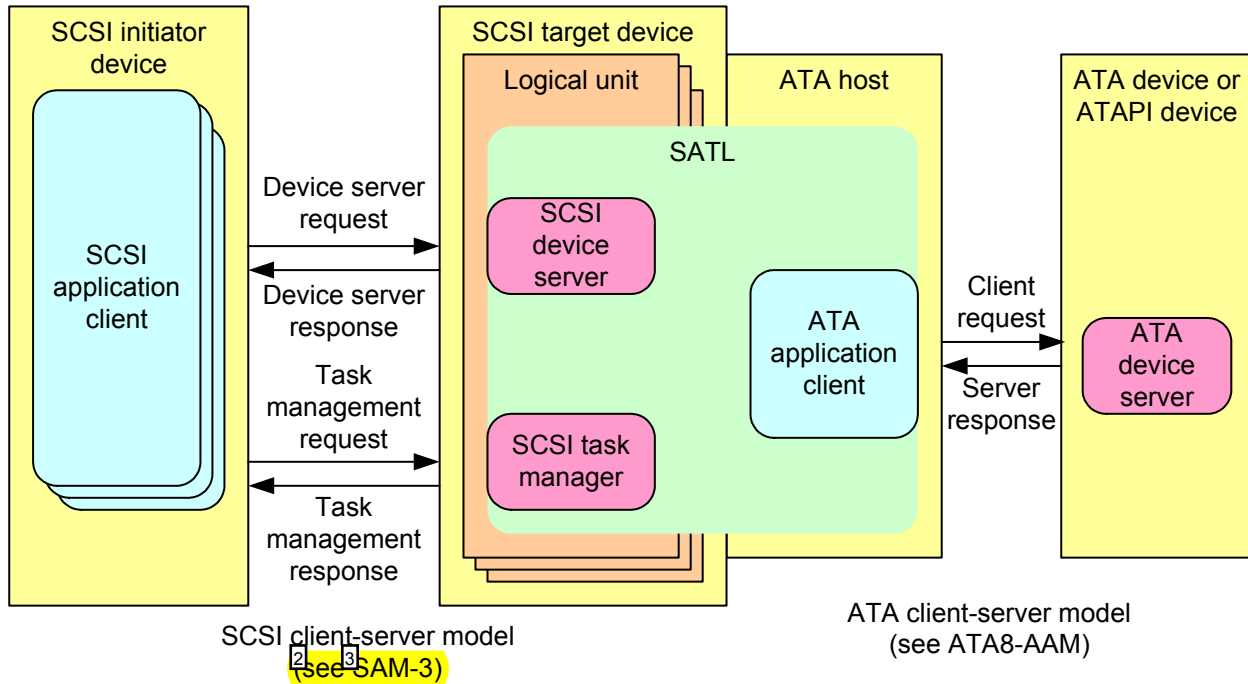 SCSI initiator
device
SCSI
application
client
Device server
request
Device server
response
Task
management
request
Task
management
response
SCSI target device
Logical unit
SATL
SCSI
device
server
SCSI task
manager
ATA host
ATA
application
client
Client
request
Server
response
ATA device or
ATAPI device
ATA
device
server
SCSI client-server model
2 3
(see SAM-3)
ATA client-server model
(see ATA8-AAM)